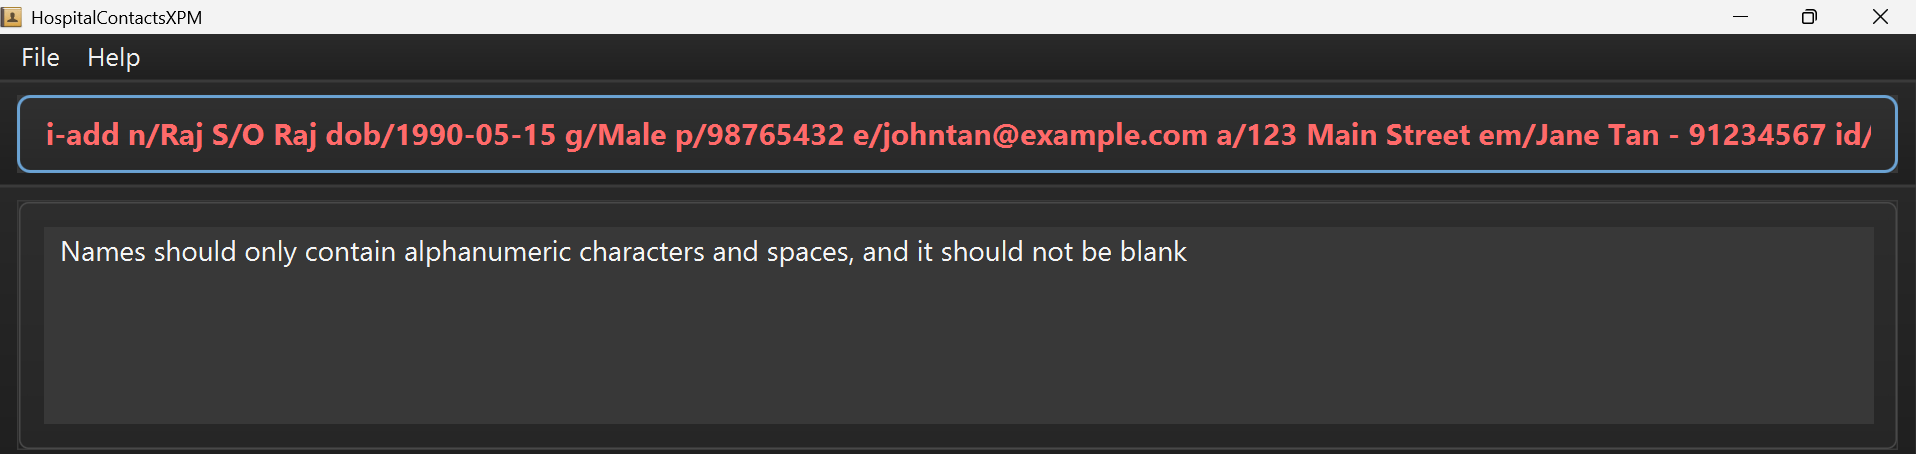 HospitalContactsXPM
File Help
i-add n/Raj S/O Raj dob/1990-05-15 g/Male p/98765432 e/johntan@example.com a/123 Main Street em/Jane Tan - 91234567 id/
Names should only contain alphanumeric characters and spaces, and it should not be blank